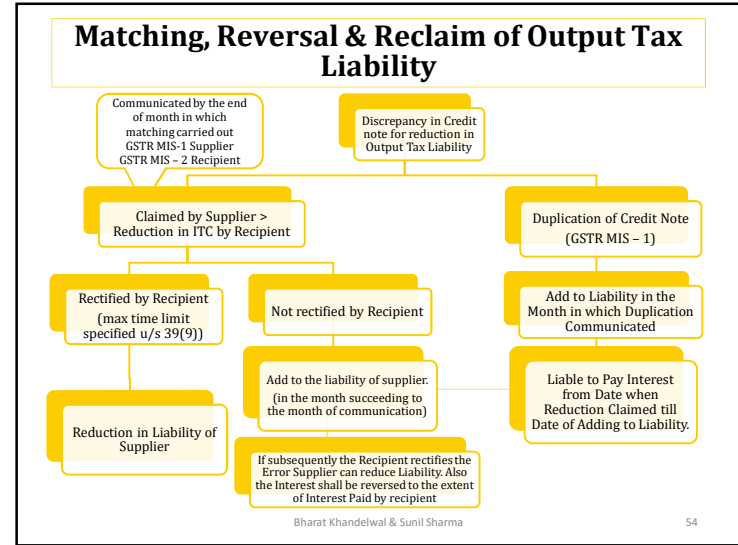 Matching, Reversal & Reclaim of Output Tax
Liability
Communicated by the end
of month in which
matching carried out
GSTR MIS-1 Supplier
GSTR MIS – 2 Recipient
Discrepancy in Credit
note for reduction in
Output Tax Liability
Claimed by Supplier >
Reduction in ITC by Recipient
Duplication of Credit Note
(GSTR MIS – 1)
Rectified by Recipient
(max time limit
specified u/s 39(9))
Not rectified by Recipient
Add to Liability in the
Month in which Duplication
Communicated
Reduction in Liability of
Supplier
Add to the liability of supplier.
(in the month succeeding to
the month of communication)
Liable to Pay Interest
from Date when
Reduction Claimed till
Date of Adding to Liability.
If subsequently the Recipient rectifies the
Error Supplier can reduce Liability. Also
the Interest shall be reversed to the extent
of Interest Paid by recipient
Bharat Khandelwal & Sunil Sharma
54